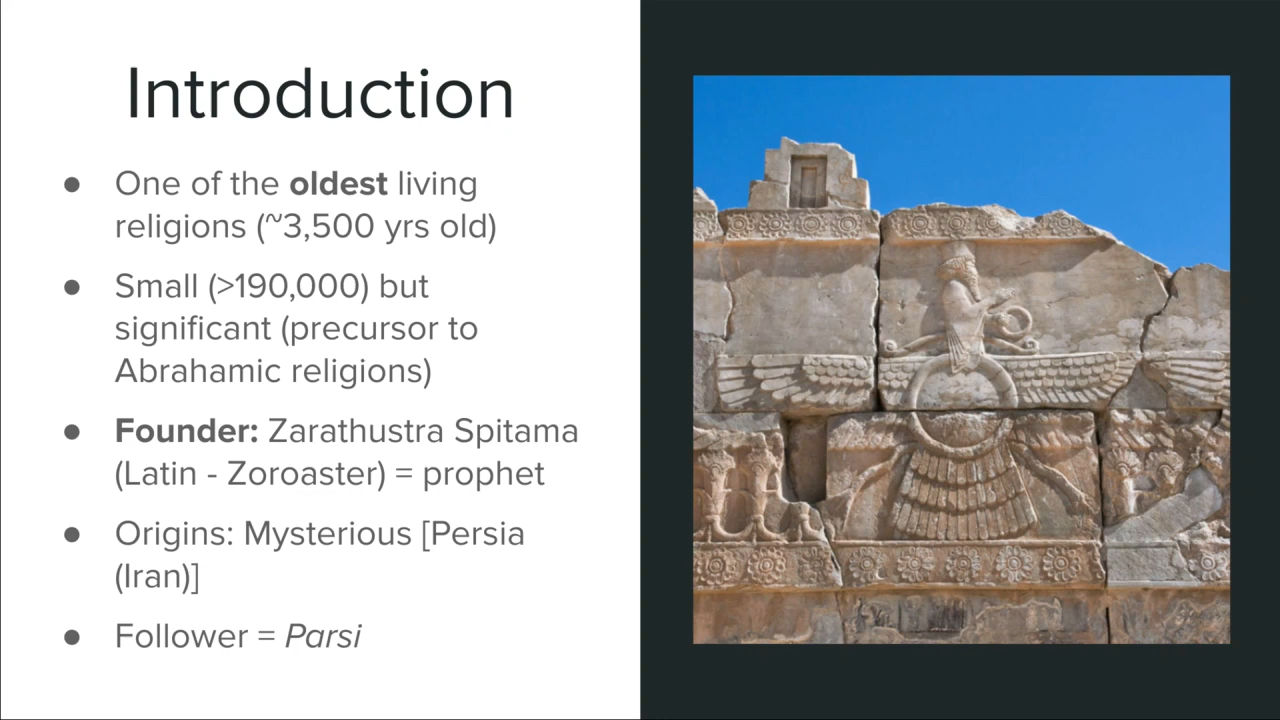 Introduction
● One of the oldest living
religions (~3,500 yrs old)
● Small (>190,000) but
significant (precursor to
Abrahamic religions)
● Founder: Zarathustra Spitama
(Latin - Zoroaster) = prophet
● Origins: Mysterious [Persia
(Iran)]
● Follower = Parsi